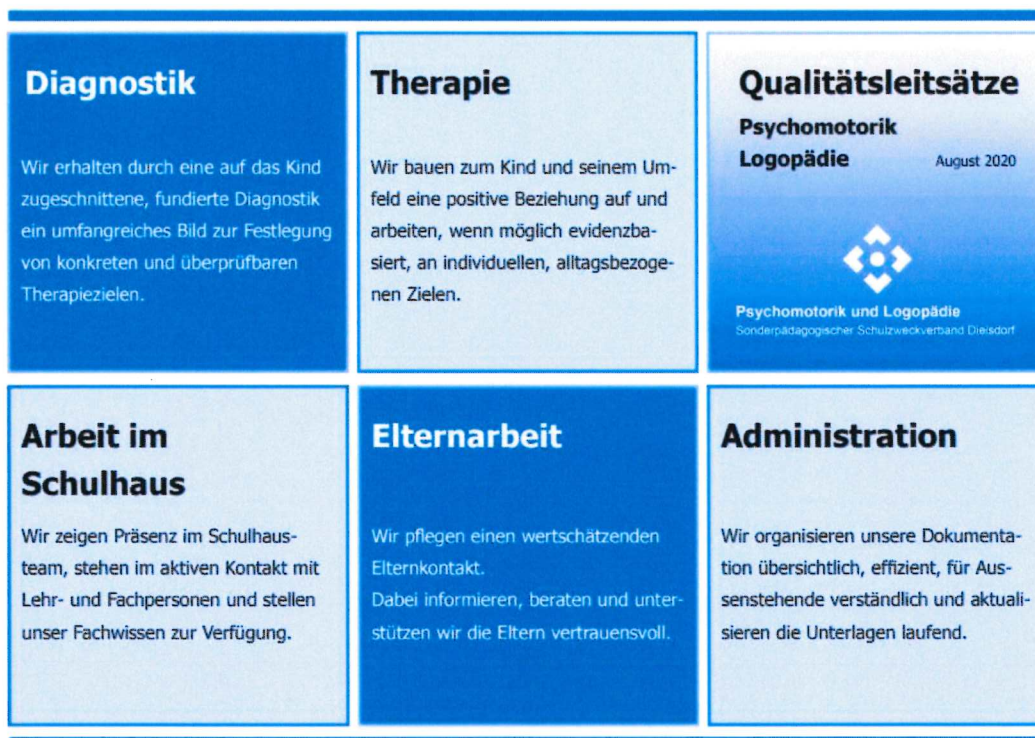 Diagnostik
Wir erhalten durch eine auf das Kind
zugeschnittene, fundierte Diagnostik
ein umfangreiches Bild zur Festlegung
von konkreten und überprüfbaren
Therapiezielen.
Therapie
Wir bauen zum Kind und seinem Um-
feld eine positive Beziehung auf und
arbeiten, wenn möglich evidenzba-
siert, an individuellen, alltagsbezoge-
nen Zielen.
Qualitätsleitsätze
Psychomotorik
Logopädie August 2020
Psychomotorik und Logopädie
Sonderpädagogischer Schulzweckverband Dielsdorf
Arbeit im
Schulhaus
Wir zeigen Präsenz im Schulhaus-
team, stehen im aktiven Kontakt mit
Lehr- und Fachpersonen und stellen
unser Fachwissen zur Verfügung.
Elternarbeit
Wir pflegen einen wertschätzenden
Elternkontakt.
Dabei informieren, beraten und unter-
stützen wir die Eltern vertrauensvoll.
Administration
Wir organisieren unsere Dokumenta-
tion übersichtlich, effizient, für Aus-
senstehende verständlich und aktuali-
sieren die Unterlagen laufend.